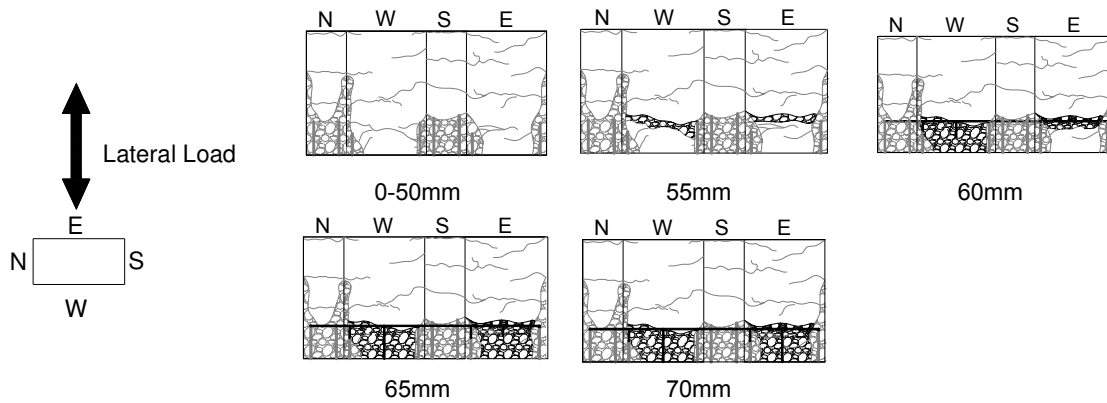 N W S E
N W S E
N W S E
Lateral Load
0-50mm
55mm
60mm
E
N S
W
N W S E
N W S E
65mm
70mm